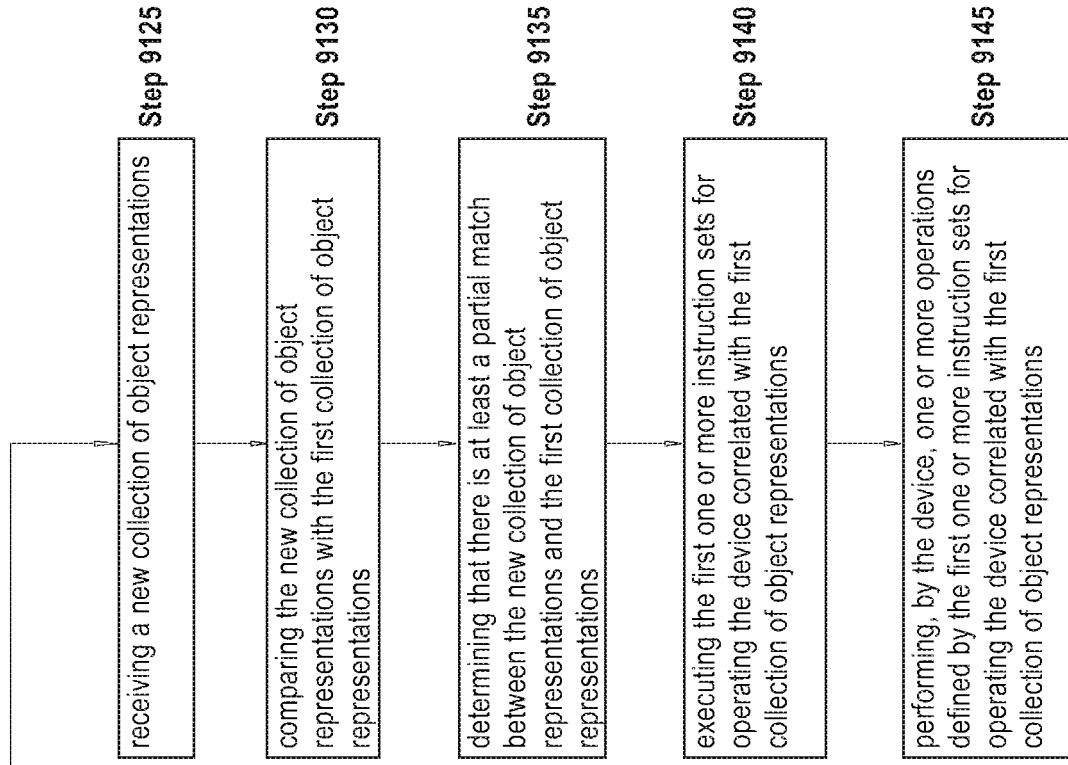 receiving a new collection of object representations
Step 9125
comparing the new collection of object
representations with the first collection of object
representations
Step 9130
determining that there is at least a partial match
between the new collection of object
representations and the first collection of object
representations
Step 9135
executing the first one or more instruction sets for
operating the device correlated with the first
collection of object representations
Step 9140
performing, by the device, one or more operations
defined by the first one or more instruction sets for
operating the device correlated with the first
collection of object representations
Step 9145